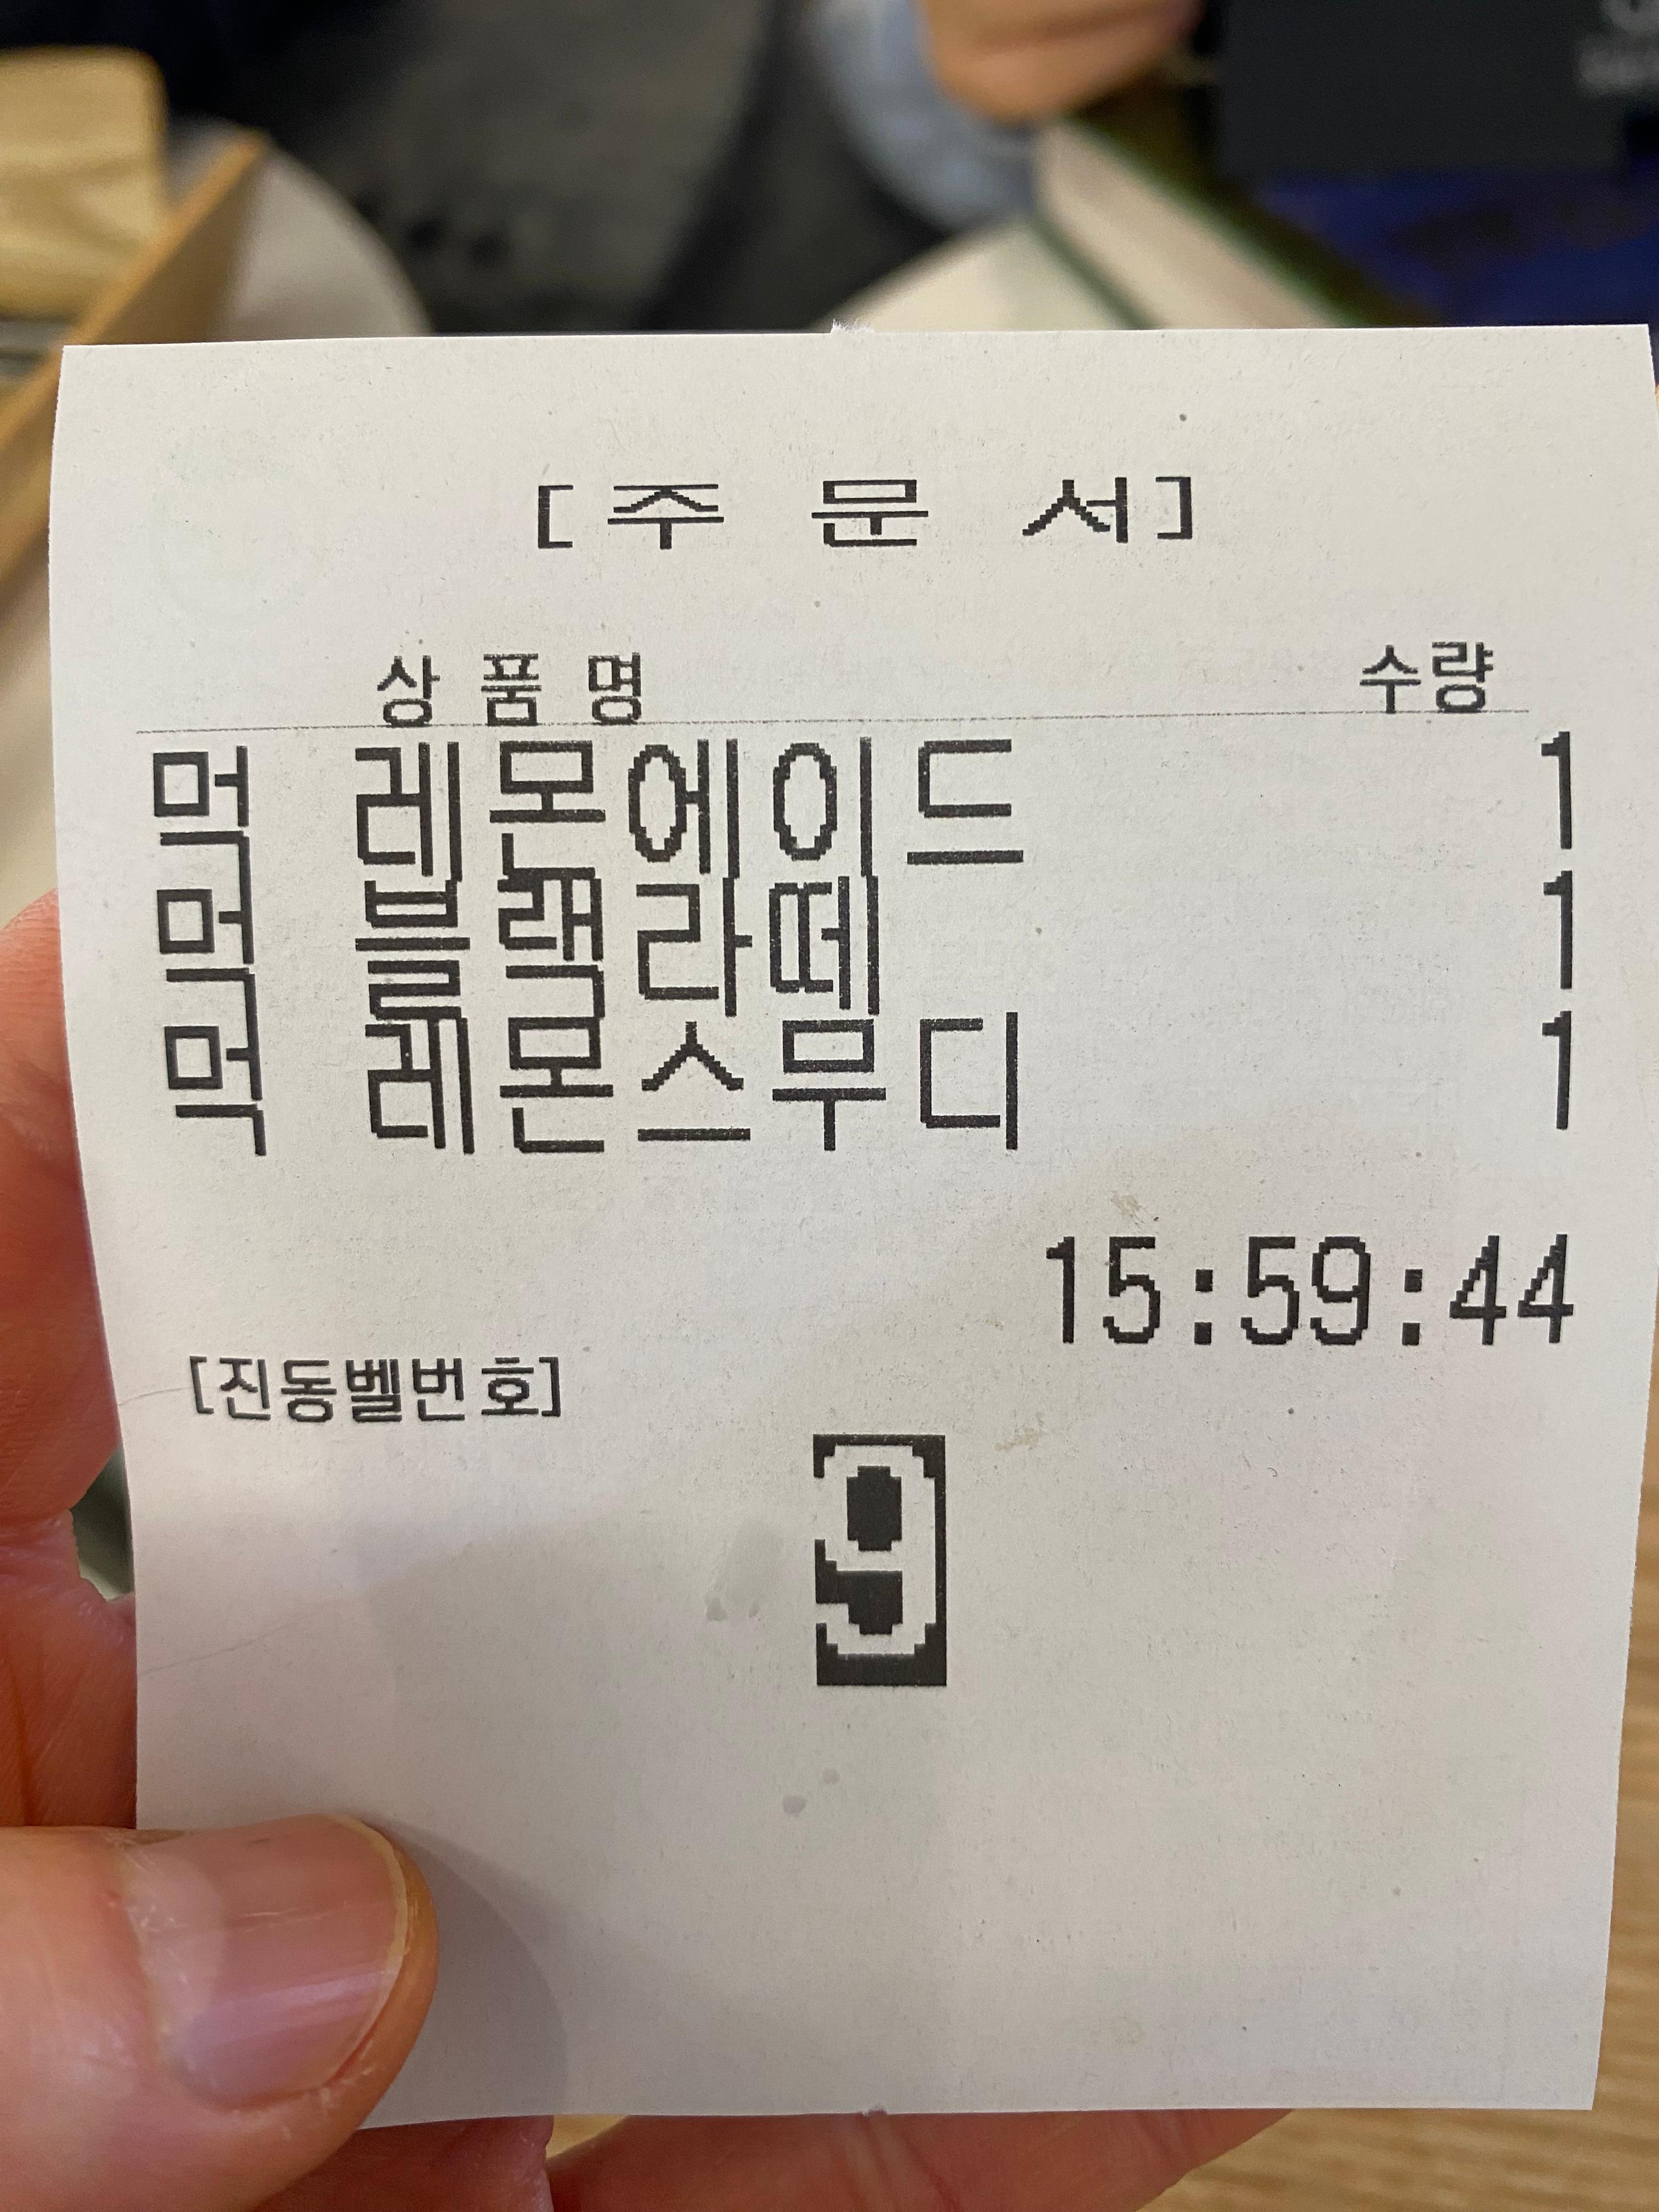 [주 문 서]
상 품 명 수량
먹 레몬에이드 1
먹 블랙라떼 1
먹 레몬스무디 1
15:59:44
[진동벨번호]
9